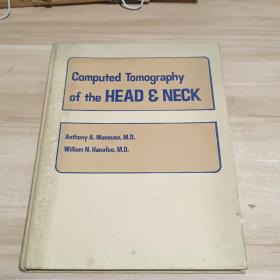 Computed Tomography
of the HEAD & NECK
Anthony A. Mancuso, M.D.
William N. Hanafee, M.D.